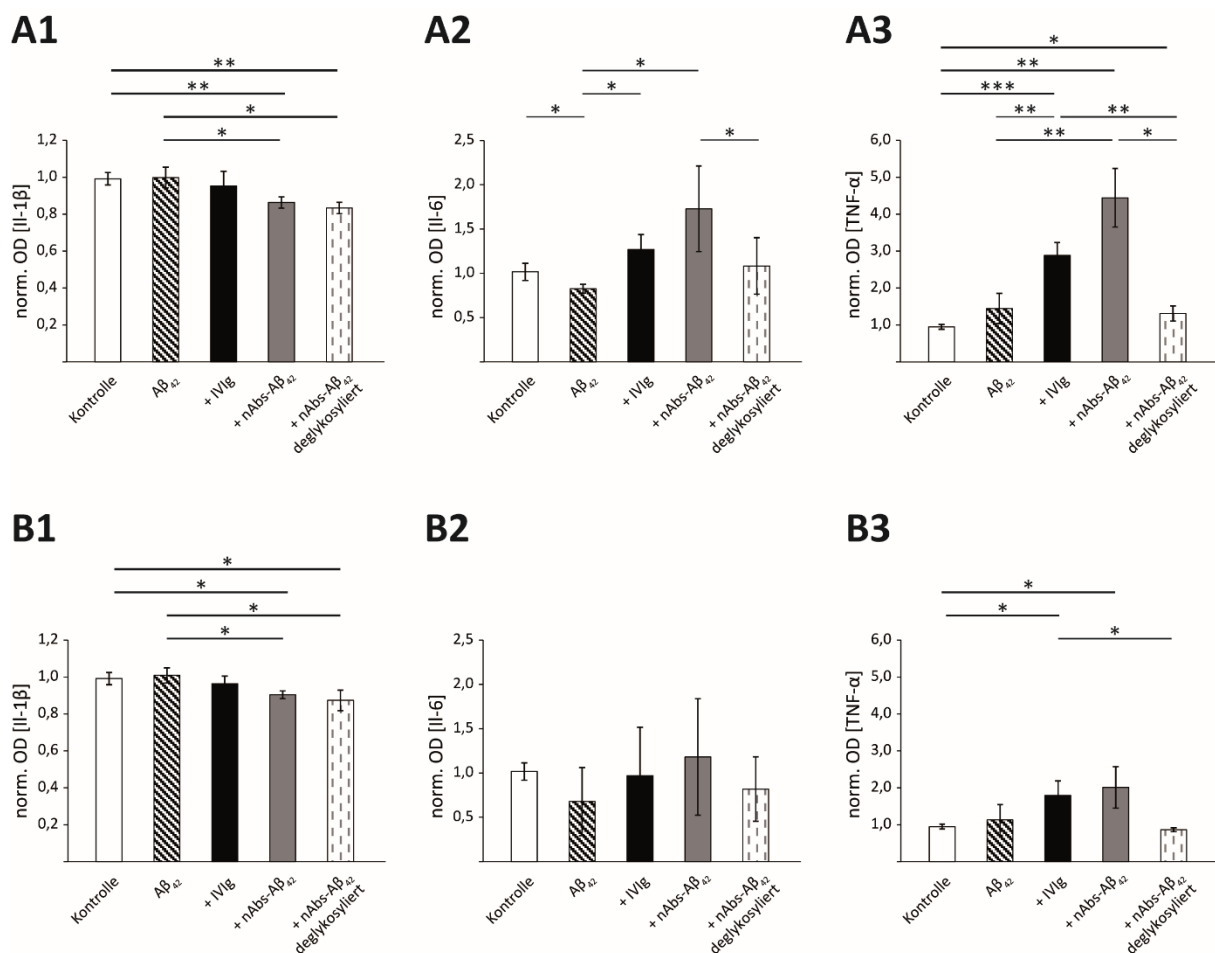 A1
**
**
*
*
norm. OD [Il-1β]
1,2
1,0
0,8
0,6
0,4
0,2
Kontrolle
Aβ42
+ IVIg
+ nAbs-Aβ42
+ nAbs-Aβ42
deglykosyliert
A2
*
*
*
*
norm. OD [Il-6]
2,5
2,0
1,5
1,0
0,5
Kontrolle
Aβ42
+ IVIg
+ nAbs-Aβ42
+ nAbs-Aβ42
deglykosyliert
A3
*
**
***
** **
** *
norm. OD [TNF-α]
6,0
5,0
4,0
3,0
2,0
1,0
Kontrolle
Aβ42
+ IVIg
+ nAbs-Aβ42
+ nAbs-Aβ42
deglykosyliert
B1
*
*
*
*
norm. OD [Il-1β]
1,2
1,0
0,8
0,6
0,4
0,2
Kontrolle
Aβ42
+ IVIg
+ nAbs-Aβ42
+ nAbs-Aβ42
deglykosyliert
B2
norm. OD [Il-6]
2,5
2,0
1,5
1,0
0,5
Kontrolle
Aβ42
+ IVIg
+ nAbs-Aβ42
+ nAbs-Aβ42
deglykosyliert
B3
*
*
*
norm. OD [TNF-α]
6,0
5,0
4,0
3,0
2,0
1,0
Kontrolle
Aβ42
+ IVIg
+ nAbs-Aβ42
+ nAbs-Aβ42
deglykosyliert